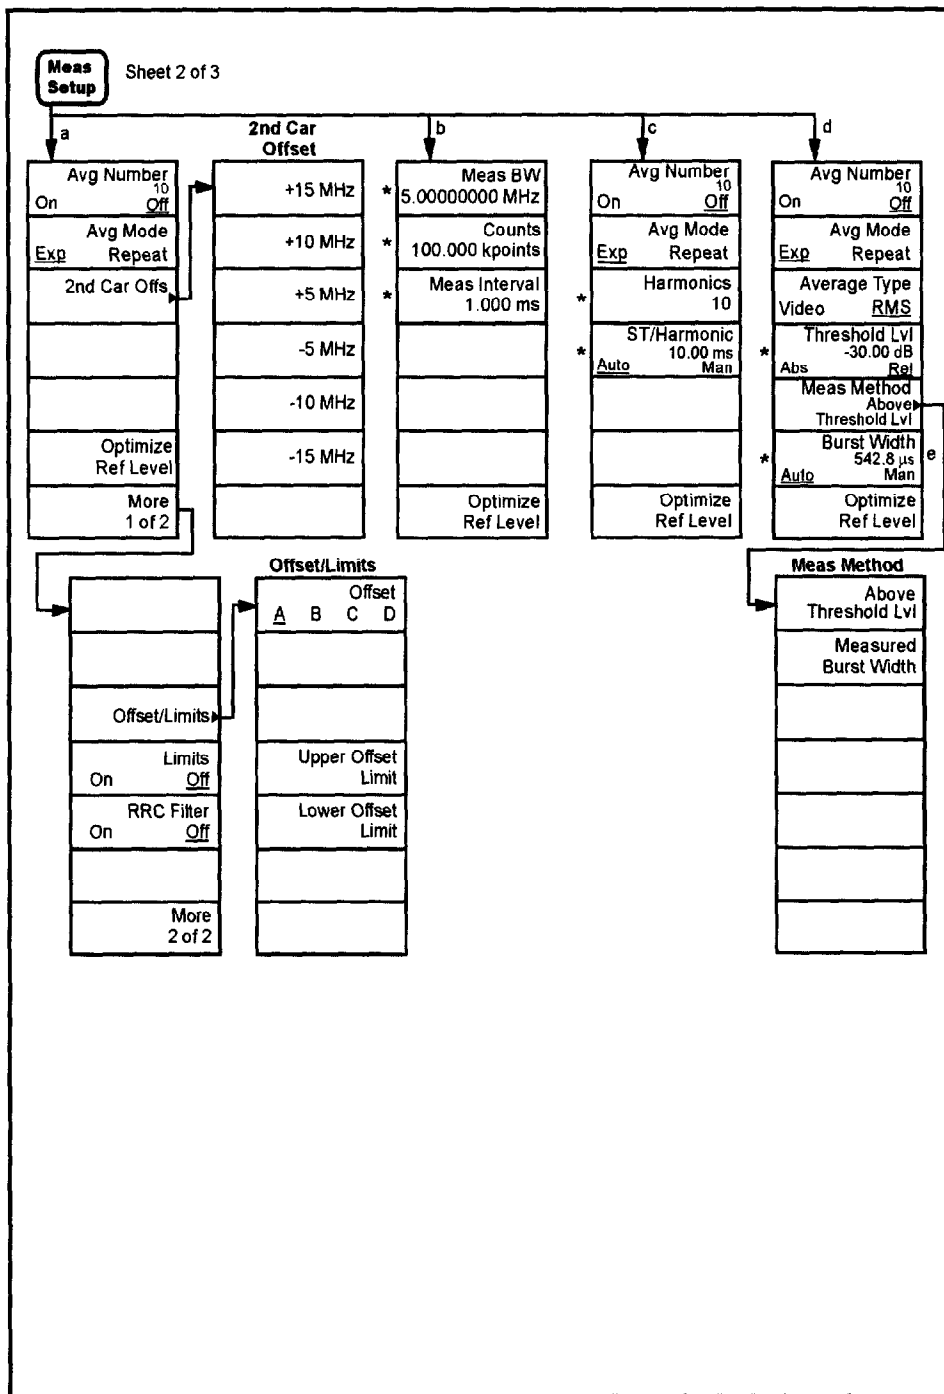 Meas
Setup
Sheet 2 of 3
a
Avg Number
10
On Off
Avg Mode
Exp Repeat
2nd Car Offs
Optimize
Ref Level
More
1 of 2
2nd Car
Offset
+15 MHz
+10 MHz
+5 MHz
-5 MHz
-10 MHz
-15 MHz
b
* Meas BW
5.00000000 MHz
* Counts
100.000 kpoints
* Meas Interval
1.000 ms
Optimize
Ref Level
c
Avg Number
10
On Off
Avg Mode
Exp Repeat
* Harmonics
10
* ST/Harmonic
10.00 ms
Auto Man
Optimize
Ref Level
d
Avg Number
10
On Off
Avg Mode
Exp Repeat
Average Type
Video RMS
* Threshold Lvl
-30.00 dB
Abs Rel
Meas Method
Above
Threshold Lvl
e
* Burst Width
542.8 µs
Auto Man
Optimize
Ref Level
Offset/Limits
Limits
On Off
RRC Filter
On Off
More
2 of 2
Offset/Limits
Offset
A B C D
Upper Offset
Limit
Lower Offset
Limit
Meas Method
Above
Threshold Lvl
Measured
Burst Width